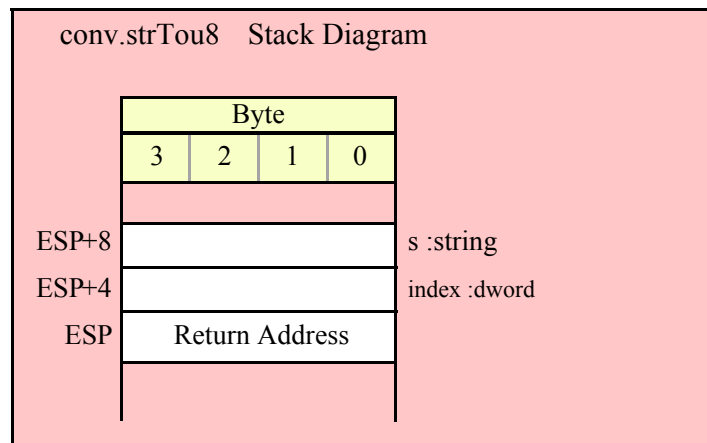 conv.strTou8 Stack Diagram
Byte
3 2 1 0
ESP+8 s :string
ESP+4 index :dword
ESP Return Address